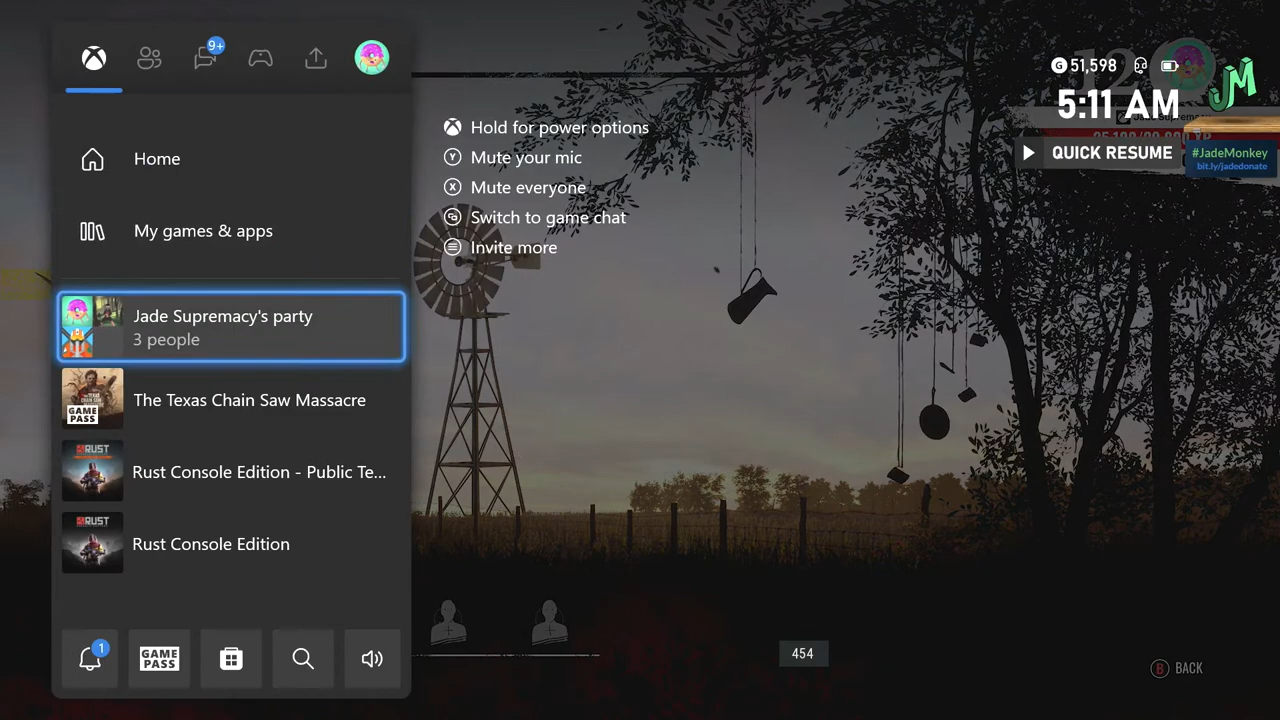 9+
Home
My games & apps
Jade Supremacy's party
3 people
The Texas Chain Saw Massacre
GAME
PASS
RUST
Rust Console Edition - Public Te...
RUST
Rust Console Edition
1
GAME
PASS
Hold for power options
Y Mute your mic
X Mute everyone
Switch to game chat
Invite more
G 51,598
5:11 AM
QUICK RESUME
JM
#JadeMonkey
bit.ly/jadedonate
454
B BACK